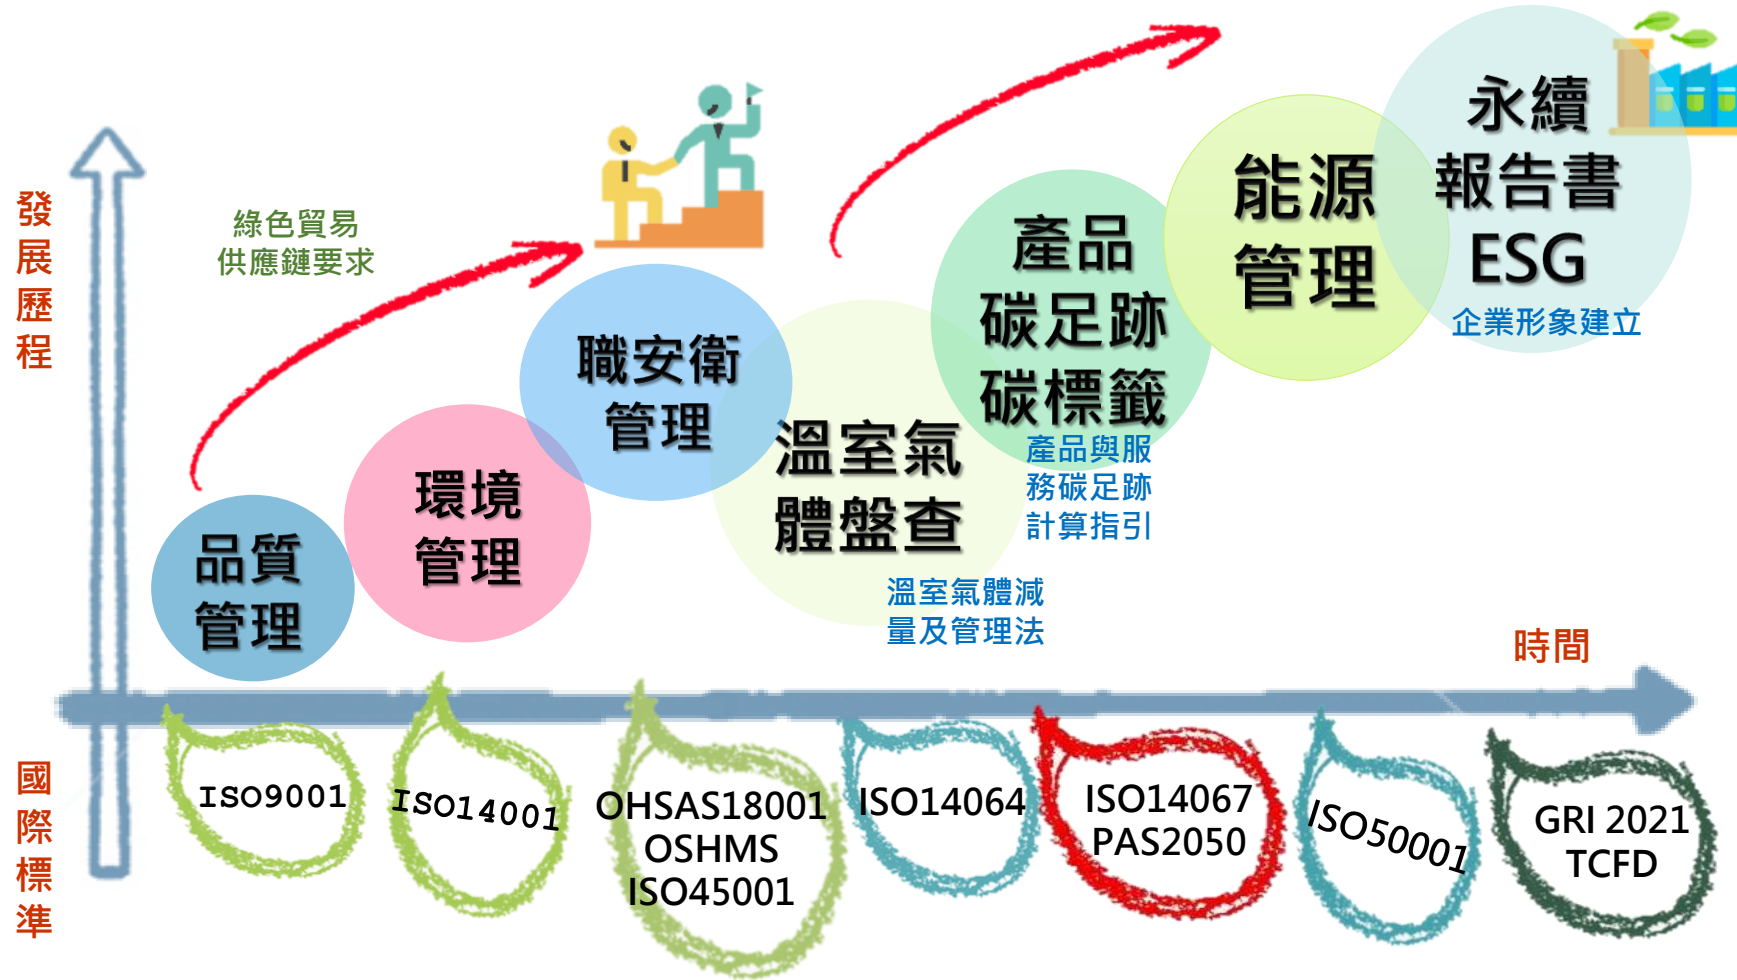 發展歷程
綠色貿易
供應鏈要求
品質
管理
環境
管理
職安衛
管理
溫室氣
體盤查
溫室氣體減
量及管理法
產品
碳足跡
碳標籤
產品與服
務碳足跡
計算指引
能源
管理
永續
報告書
ESG
企業形象建立
時間
國際標準
ISO9001
ISO14001
OHSAS18001
OSHMS
ISO45001
ISO14064
ISO14067
PAS2050
ISO50001
GRI 2021
TCFD